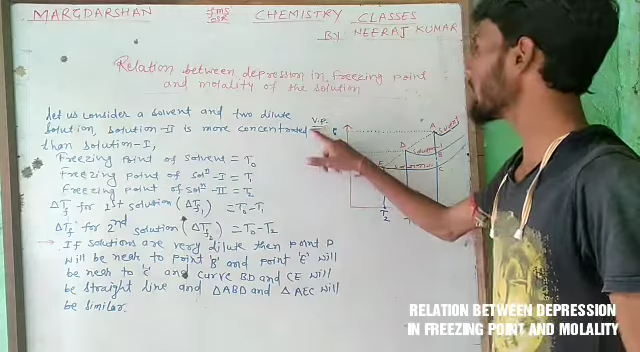 MARGDARSHAN CHEMISTRY CLASSES
BY NEERAJ KUMAR
Relation between depression in freezing point
and molality of the solution
Let us consider a solvent and two dilute
solution, solution-II is more concentrated
than solution-I,
Freezing point of solvent = T₀
Freezing point of solⁿ-I = T₁
Freezing point of solⁿ-II = T₂
ΔTf for Ist solution (ΔTf₁) = T₀-T₁
ΔTf for 2nd solution (ΔTf₂) = T₀-T₂
→ If solutions are very dilute then point D
will be near to point 'B' and point 'E' will
be near to 'C' and curve BD and CE will
be straight line and ΔABD and ΔAEC will
be similar.
V.P.
A
D
E
C
T₂
RELATION BETWEEN DEPRESSION
IN FREEZING POINT AND MOLALITY